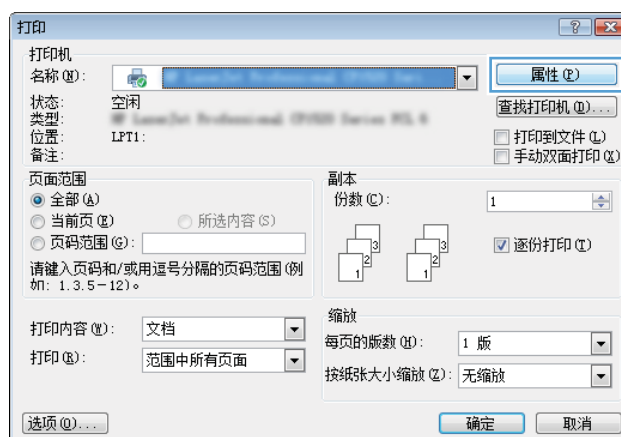 打印
打印机
名称(N):
属性(P)
状态: 空闲
类型:
查找打印机(D)...
位置: LPT1:
打印到文件(L)
备注:
手动双面打印(X)
页面范围
全部(A)
当前页(E) 所选内容(S)
页码范围(G):
请键入页码和/或用逗号分隔的页码范围(例
如: 1.3.5-12)。
副本
份数(C): 1
3 3
2 2
1 1
逐份打印(T)
打印内容(W): 文档
打印(R): 范围中所有页面
缩放
每页的版数(H): 1 版
按纸张大小缩放(Z): 无缩放
选项(O)... 确定 取消